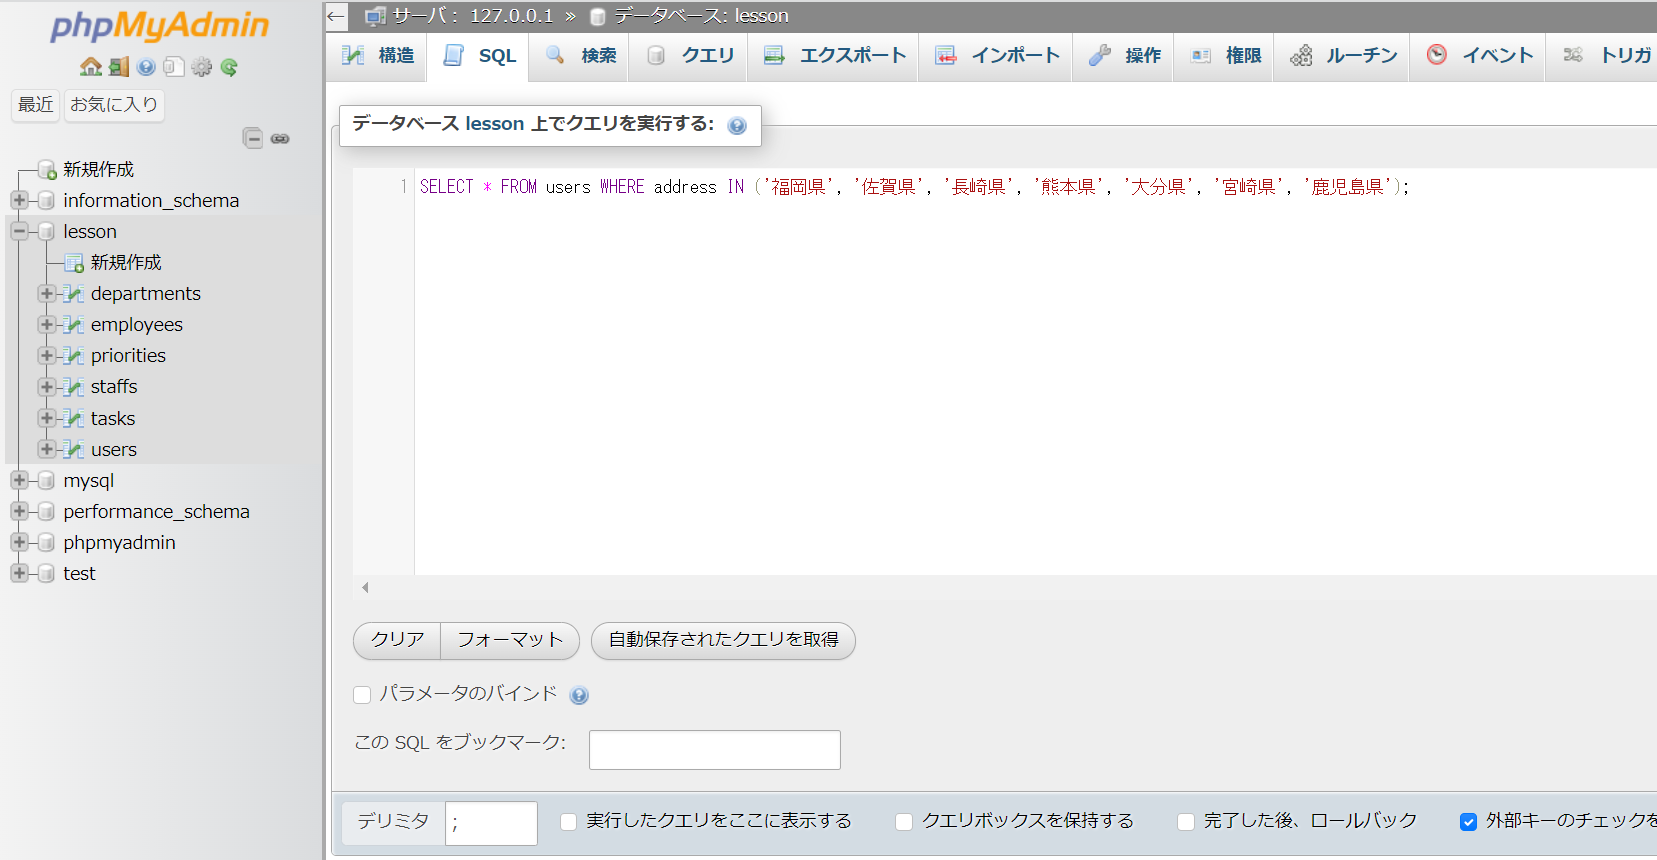 phpMyAdmin
最近 お気に入り
新規作成
information_schema
lesson
新規作成
departments
employees
priorities
staffs
tasks
users
mysql
performance_schema
phpmyadmin
test
← サーバ: 127.0.0.1 » データベース: lesson
構造 SQL 検索 クエリ エクスポート インポート 操作 権限 ルーチン イベント トリガ
データベース lesson 上でクエリを実行する:
1 SELECT * FROM users WHERE address IN ('福岡県', '佐賀県', '長崎県', '熊本県', '大分県', '宮崎県', '鹿児島県');
クリア フォーマット 自動保存されたクエリを取得
パラメータのバインド
この SQL をブックマーク:
デリミタ ; 実行したクエリをここに表示する クエリボックスを保持する 完了した後、ロールバック 外部キーのチェックを